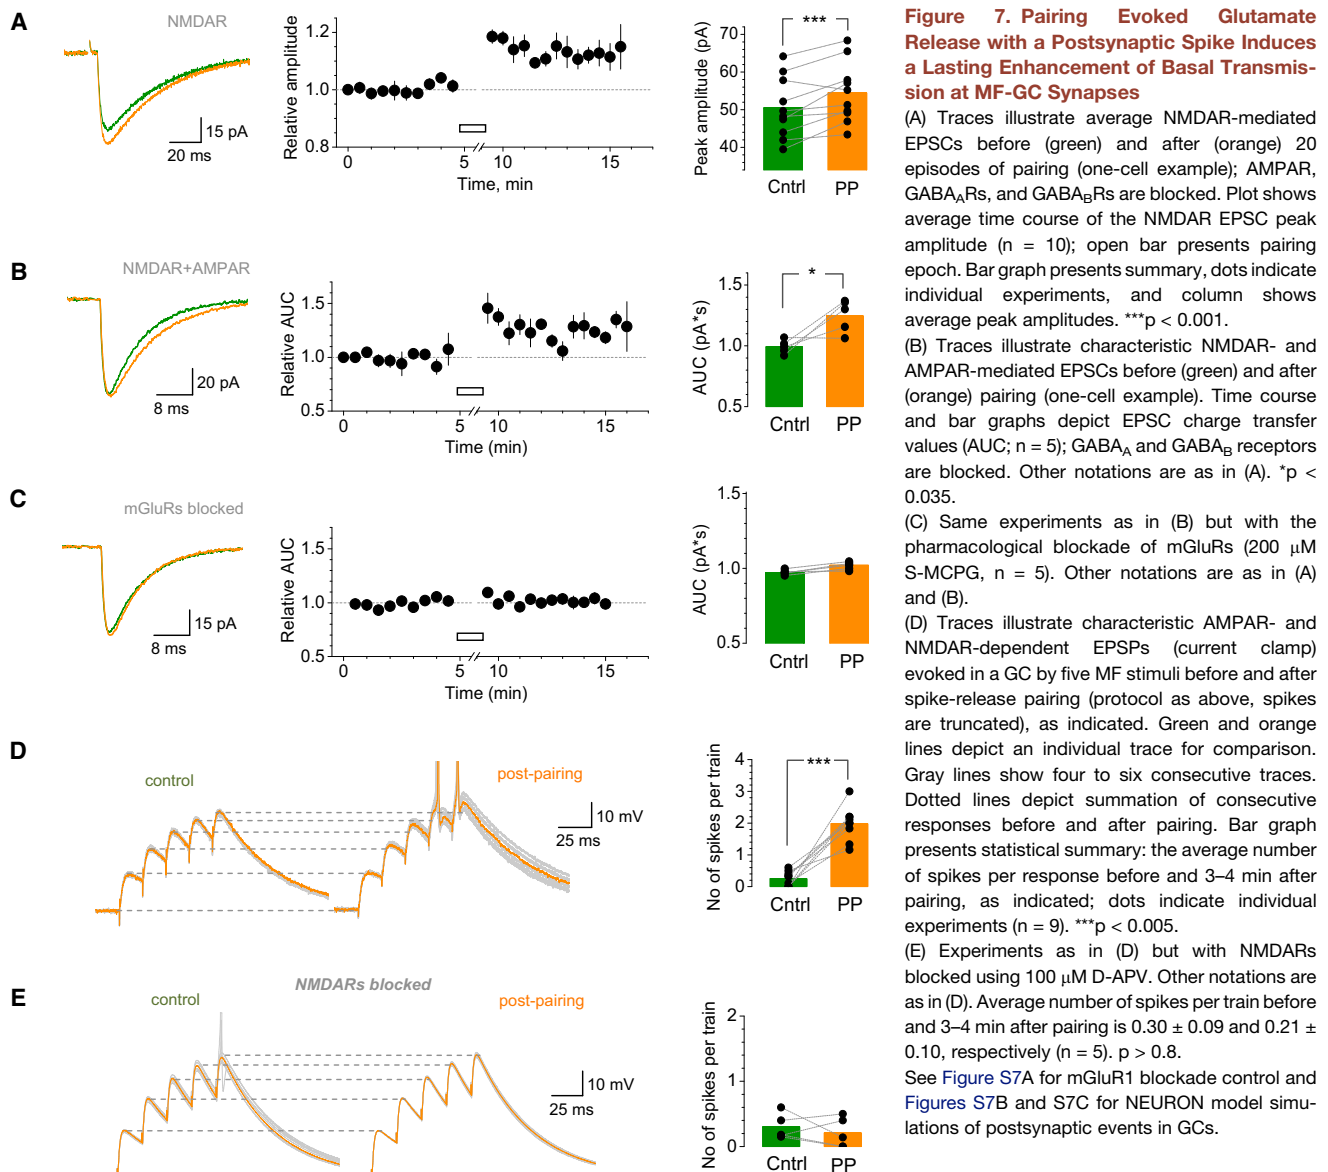 A
NMDAR
15 pA
20 ms
Relative amplitude
1.2
1.0
0.8
0
5
10
15
Time, min
Peak amplitude (pA)
70
60
50
40
***
Cntrl
PP
B
NMDAR+AMPAR
20 pA
8 ms
Relative AUC
1.5
1.0
0.5
0
5
10
15
Time (min)
AUC (pA*s)
1.5
1.0
0.5
*
Cntrl
PP
C
mGluRs blocked
15 pA
8 ms
Relative AUC
1.5
1.0
0.5
0
5
10
15
Time (min)
AUC (pA*s)
1.5
1.0
0.5
Cntrl
PP
D
control
post-pairing
10 mV
25 ms
No of spikes per train
4
3
2
1
0
***
Cntrl
PP
E
NMDARs blocked
control
post-pairing
10 mV
25 ms
No of spikes per train
2
1
0
Cntrl
PP
Figure 7. Pairing Evoked Glutamate
Release with a Postsynaptic Spike Induces
a Lasting Enhancement of Basal Transmis-
sion at MF-GC Synapses
(A) Traces illustrate average NMDAR-mediated
EPSCs before (green) and after (orange) 20
episodes of pairing (one-cell example); AMPAR,
GABAARs, and GABABRs are blocked. Plot shows
average time course of the NMDAR EPSC peak
amplitude (n = 10); open bar presents pairing
epoch. Bar graph presents summary, dots indicate
individual experiments, and column shows
average peak amplitudes. ***p < 0.001.
(B) Traces illustrate characteristic NMDAR- and
AMPAR-mediated EPSCs before (green) and after
(orange) pairing (one-cell example). Time course
and bar graphs depict EPSC charge transfer
values (AUC; n = 5); GABAA and GABAB receptors
are blocked. Other notations are as in (A). *p <
0.035.
(C) Same experiments as in (B) but with the
pharmacological blockade of mGluRs (200 μM
S-MCPG, n = 5). Other notations are as in (A)
and (B).
(D) Traces illustrate characteristic AMPAR- and
NMDAR-dependent EPSPs (current clamp)
evoked in a GC by five MF stimuli before and after
spike-release pairing (protocol as above, spikes
are truncated), as indicated. Green and orange
lines depict an individual trace for comparison.
Gray lines show four to six consecutive traces.
Dotted lines depict summation of consecutive
responses before and after pairing. Bar graph
presents statistical summary: the average number
of spikes per response before and 3–4 min after
pairing, as indicated; dots indicate individual
experiments (n = 9). ***p < 0.005.
(E) Experiments as in (D) but with NMDARs
blocked using 100 μM D-APV. Other notations are
as in (D). Average number of spikes per train before
and 3–4 min after pairing is 0.30 ± 0.09 and 0.21 ±
0.10, respectively (n = 5). p > 0.8.
See Figure S7A for mGluR1 blockade control and
Figures S7B and S7C for NEURON model simu-
lations of postsynaptic events in GCs.